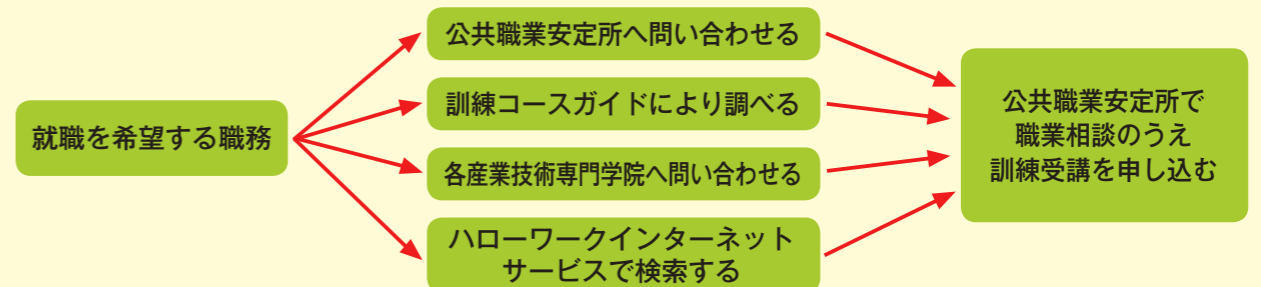 就職を希望する職務
公共職業安定所へ問い合わせる
訓練コースガイドにより調べる
各産業技術専門学院へ問い合わせる
ハローワークインターネット
サービスで検索する
公共職業安定所で
職業相談のうえ
訓練受講を申し込む